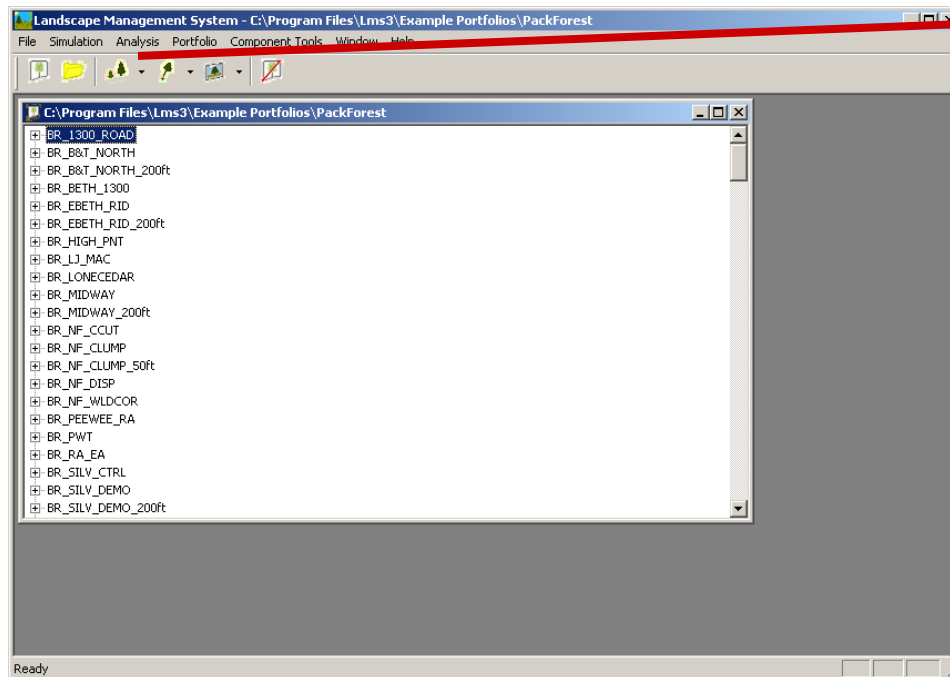 Landscape Management System - C:\Program Files\Lms3\Example Portfolios\PackForest
File Simulation Analysis Portfolio Component Tools Window Help
C:\Program Files\Lms3\Example Portfolios\PackForest
BR_1300_ROAD
BR_B&T_NORTH
BR_B&T_NORTH_200ft
BR_BETH_1300
BR_EBETH_RID
BR_EBETH_RID_200ft
BR_HIGH_PNT
BR_LJ_MAC
BR_LONECEDAR
BR_MIDWAY
BR_MIDWAY_200ft
BR_NF_CCUT
BR_NF_CLUMP
BR_NF_CLUMP_50ft
BR_NF_DISP
BR_NF_WLDCOR
BR_PEEWEE_RA
BR_PWT
BR_RA_EA
BR_SILV_CTRL
BR_SILV_DEMO
BR_SILV_DEMO_200ft
Ready